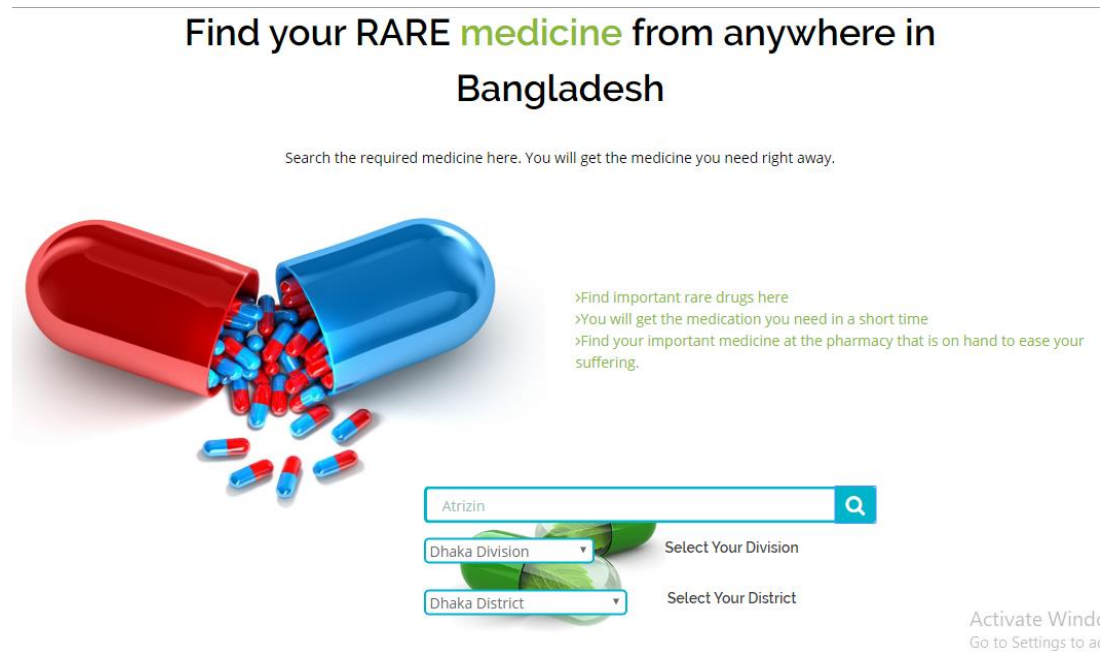 Find your RARE medicine from anywhere in
Bangladesh
Search the required medicine here. You will get the medicine you need right away.
>Find important rare drugs here
>You will get the medication you need in a short time
>Find your important medicine at the pharmacy that is on hand to ease your
suffering.
Atrizin
Dhaka Division
Select Your Division
Dhaka District
Select Your District
Activate Windo
Go to Settings to a